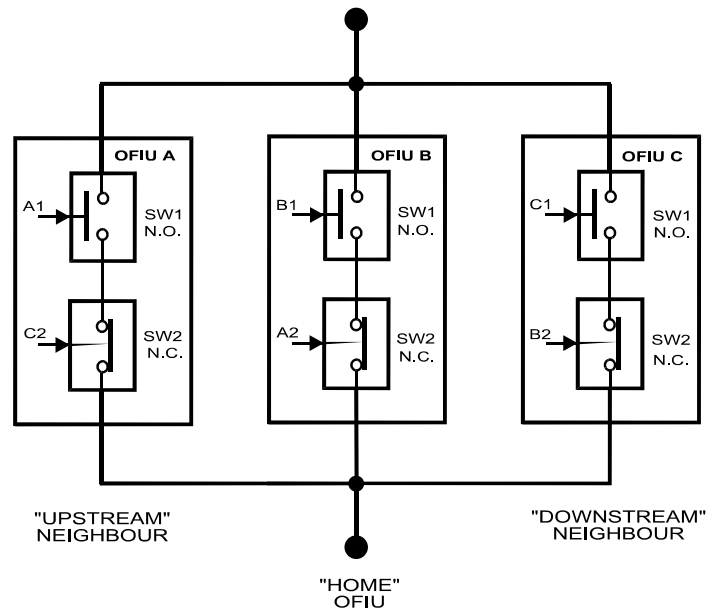 OFIU A
A1
SW1
N.O.
C2
SW2
N.C.
OFIU B
B1
SW1
N.O.
A2
SW2
N.C.
OFIU C
C1
SW1
N.O.
B2
SW2
N.C.
"UPSTREAM"
NEIGHBOUR
"HOME"
OFIU
"DOWNSTREAM"
NEIGHBOUR